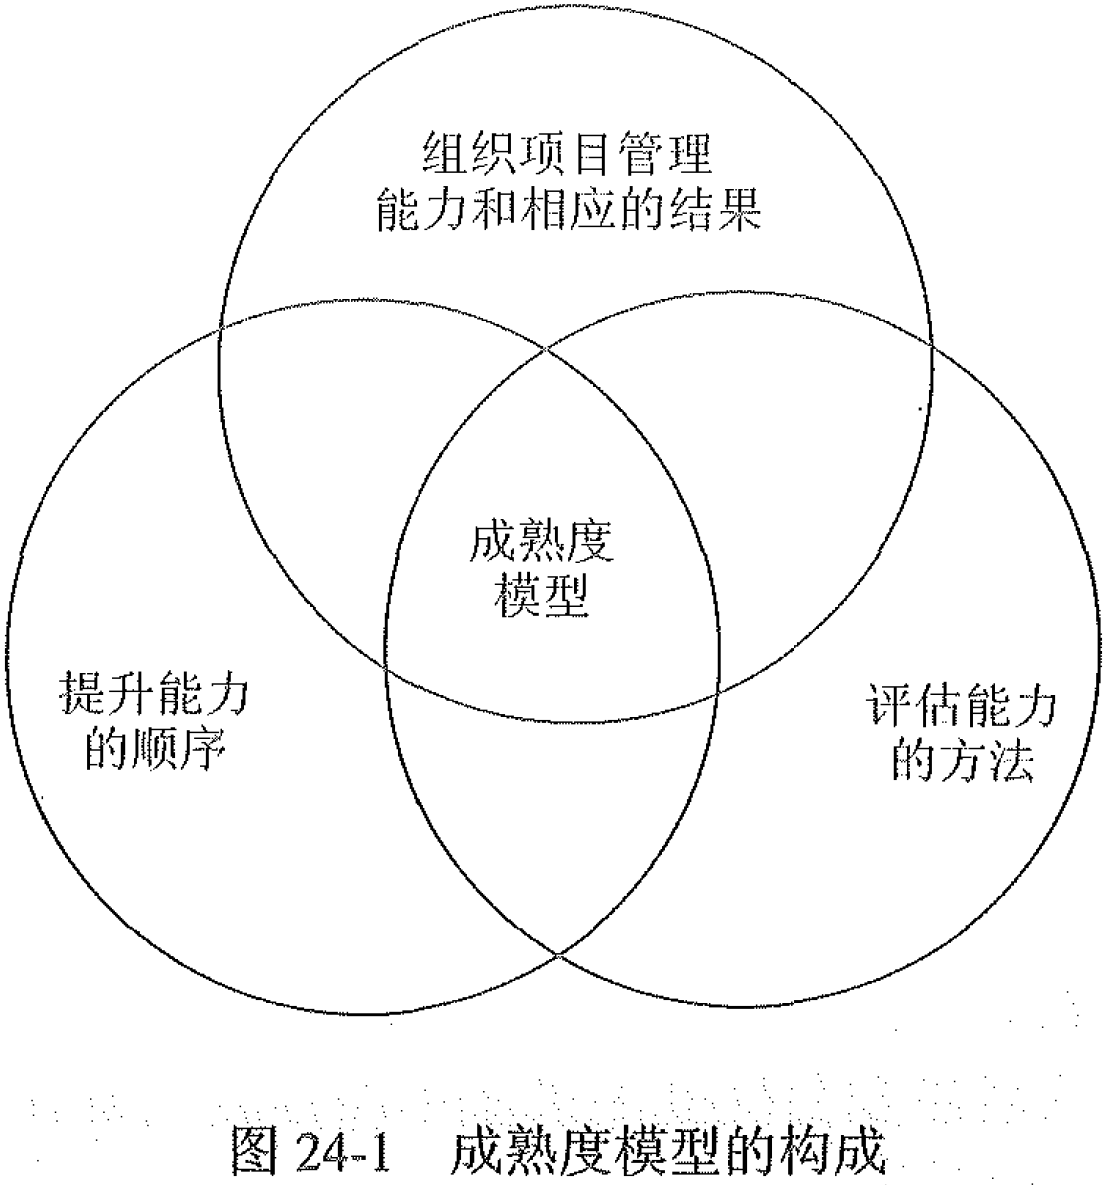 组织项目管理
能力和相应的结果
成熟度
模型
提升能力
的顺序
评估能力
的方法
图 24-1 成熟度模型的构成